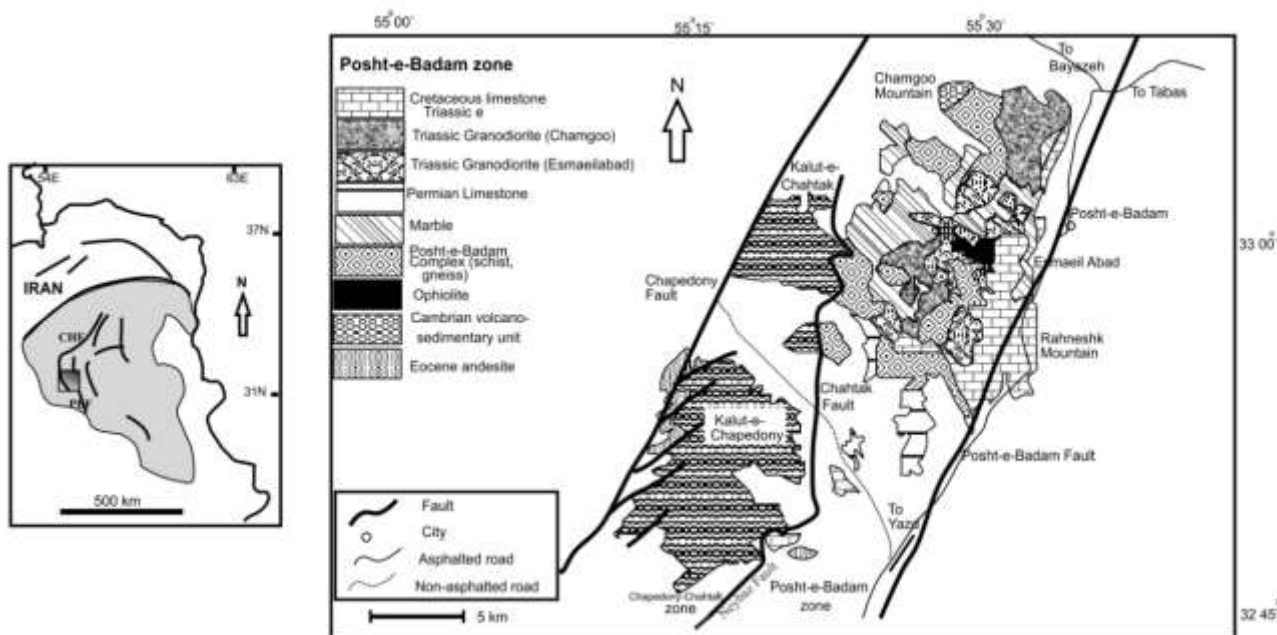 54E
63E
37N
IRAN
N
31N
500 km
55°00'
55°15'
55°30'
Posht-e-Badam zone
Cretaceous limestone
Triassic e
Triassic Granodiorite (Chamgoo)
Triassic Granodiorite (Esmaeilabad)
Permian Limestone
Marble
Posht-e-Badam
Complex (schist,
gneiss)
Ophiolite
Cambrian volcano-
sedimentary unit
Eocene andesite
Fault
City
Asphalted road
Non-asphalted road
5 km
N
To
Bayazeh
Chamgoo
Mountain
To Tabas
Kalut-e-
Chahtak
Posht-e-Badam
33 00'
Esmaeil Abad
Chapedony
Fault
Rahneshk
Mountain
Chahtak
Fault
Kalut-e-
Chapedony
Posht-e-Badam Fault
To
Yazd
Neybaz Fault
Chapedony-Chahtak
zone
Posht-e-Badam
zone
32 45'